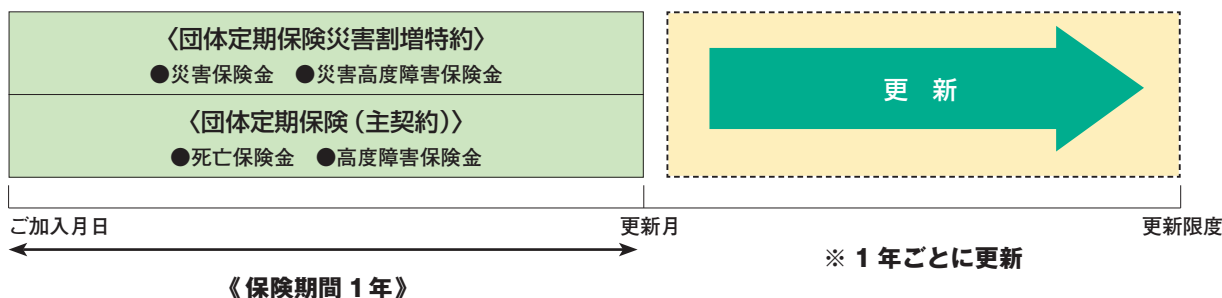 〈団体定期保険災害割増特約〉
●災害保険金 ●災害高度障害保険金
〈団体定期保険（主契約）〉
●死亡保険金 ●高度障害保険金
更 新
ご加入月日
更新月
更新限度
※ 1 年ごとに更新
《保険期間 1 年》